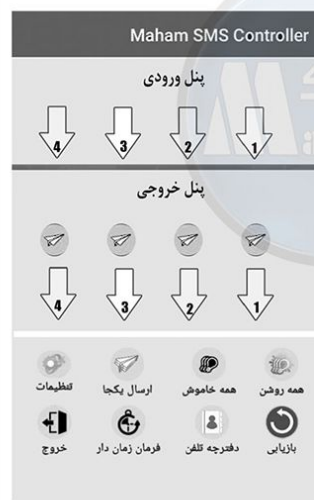 Maham SMS Controller
پنل ورودی
1 2 3 4
پنل خروجی
1 2 3 4
همه روشن همه خاموش ارسال یکجا تنظیمات
بازیابی دفترچه تلفن فرمان زمان دار خروج